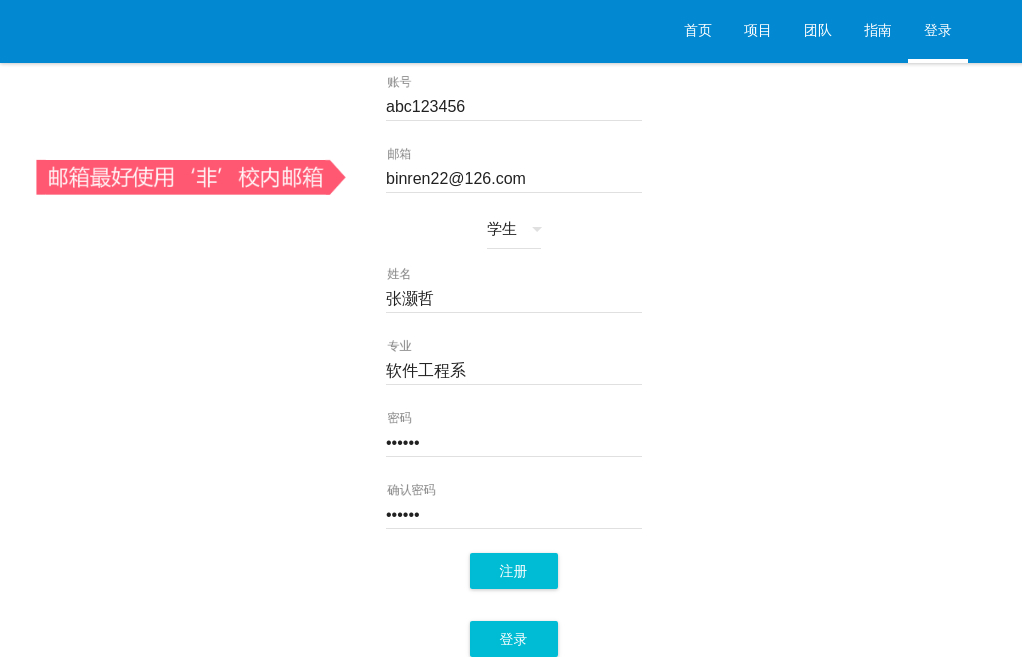 首页 项目 团队 指南 登录
账号
abc123456
邮箱
邮箱最好使用‘非’校内邮箱
binren22@126.com
学生
姓名
张灏哲
专业
软件工程系
密码
••••••
确认密码
••••••
注册
登录